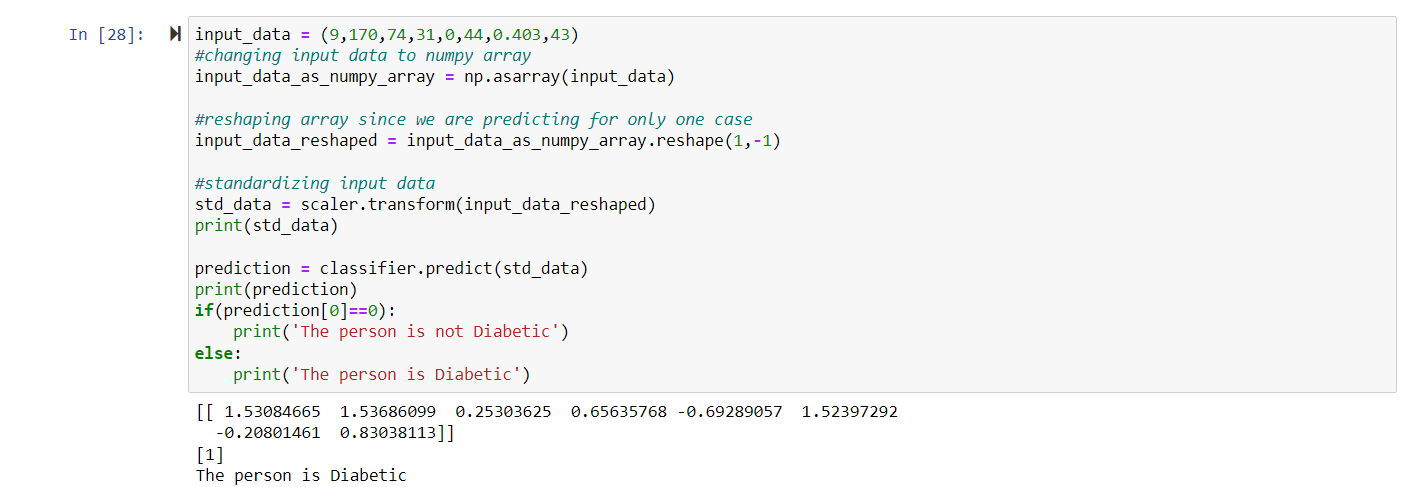 In [28]:
input_data = (9,170,74,31,0,44,0.403,43)
#changing input data to numpy array
input_data_as_numpy_array = np.asarray(input_data)
#reshaping array since we are predicting for only one case
input_data_reshaped = input_data_as_numpy_array.reshape(1,-1)
#standardizing input data
std_data = scaler.transform(input_data_reshaped)
print(std_data)
prediction = classifier.predict(std_data)
print(prediction)
if(prediction[0]==0):
    print('The person is not Diabetic')
else:
    print('The person is Diabetic')
[[ 1.53084665  1.53686099  0.25303625  0.65635768 -0.69289057  1.52397292
  -0.20801461  0.83038113]]
[1]
The person is Diabetic